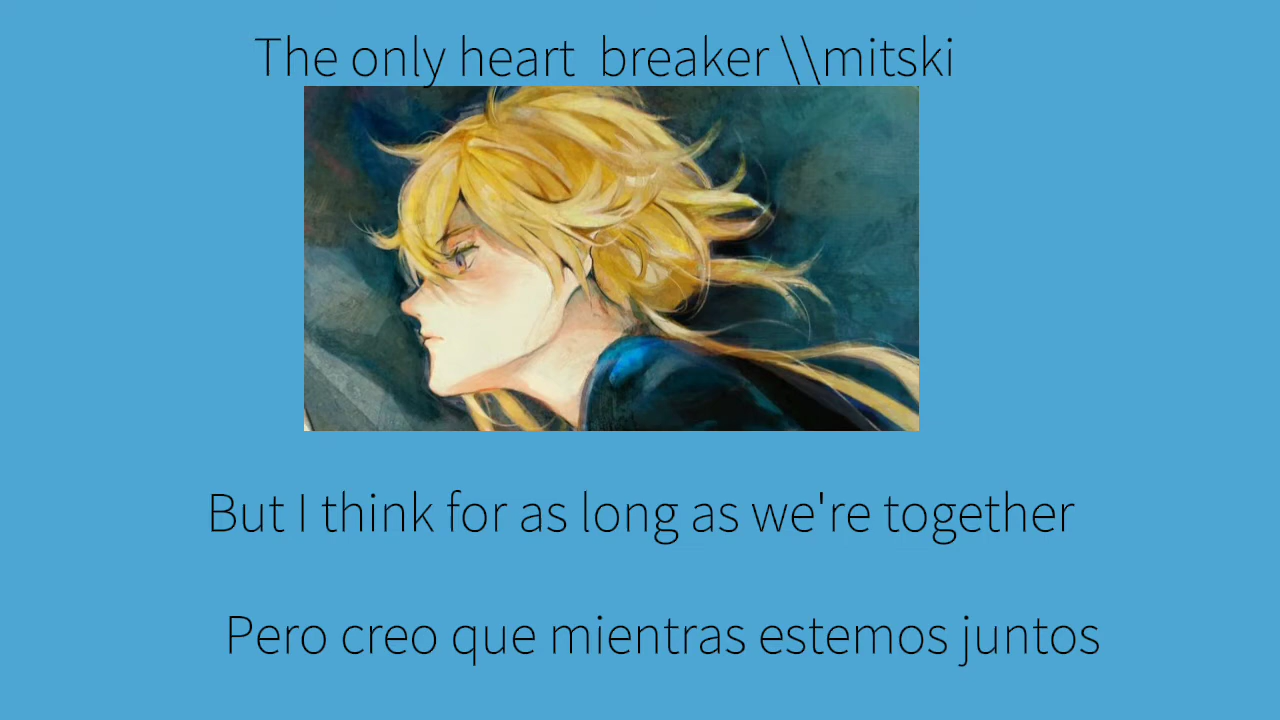 The only heart  breaker \\mitski
But I think for as long as we're together
Pero creo que mientras estemos juntos